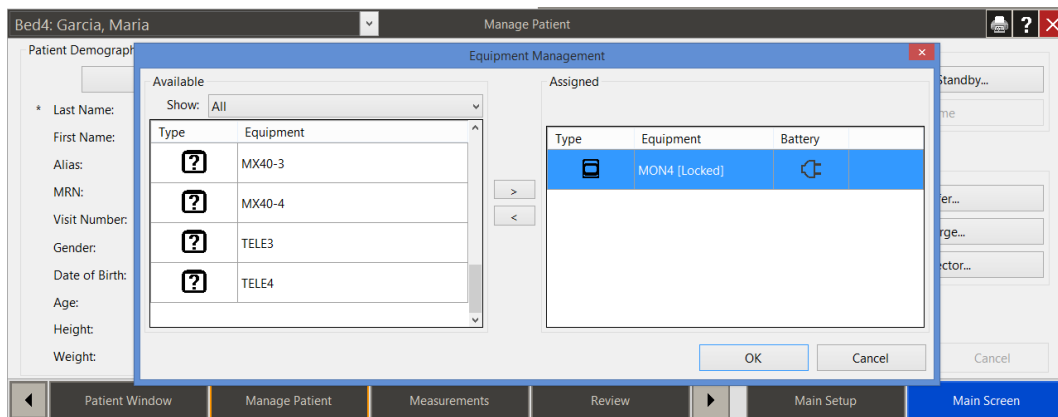 Bed4: Garcia, Maria
Manage Patient
?
Patient Demograph
Equipment Management
Available
Show: All
Type Equipment
? MX40-3
? MX40-4
? TELE3
? TELE4
>
<
Assigned
Type Equipment Battery
MON4 [Locked]
OK Cancel
* Last Name:
First Name:
Alias:
MRN:
Visit Number:
Gender:
Date of Birth:
Age:
Height:
Weight:
Standby...
me
fer...
rge...
ector...
Cancel
Patient Window Manage Patient Measurements Review Main Setup Main Screen